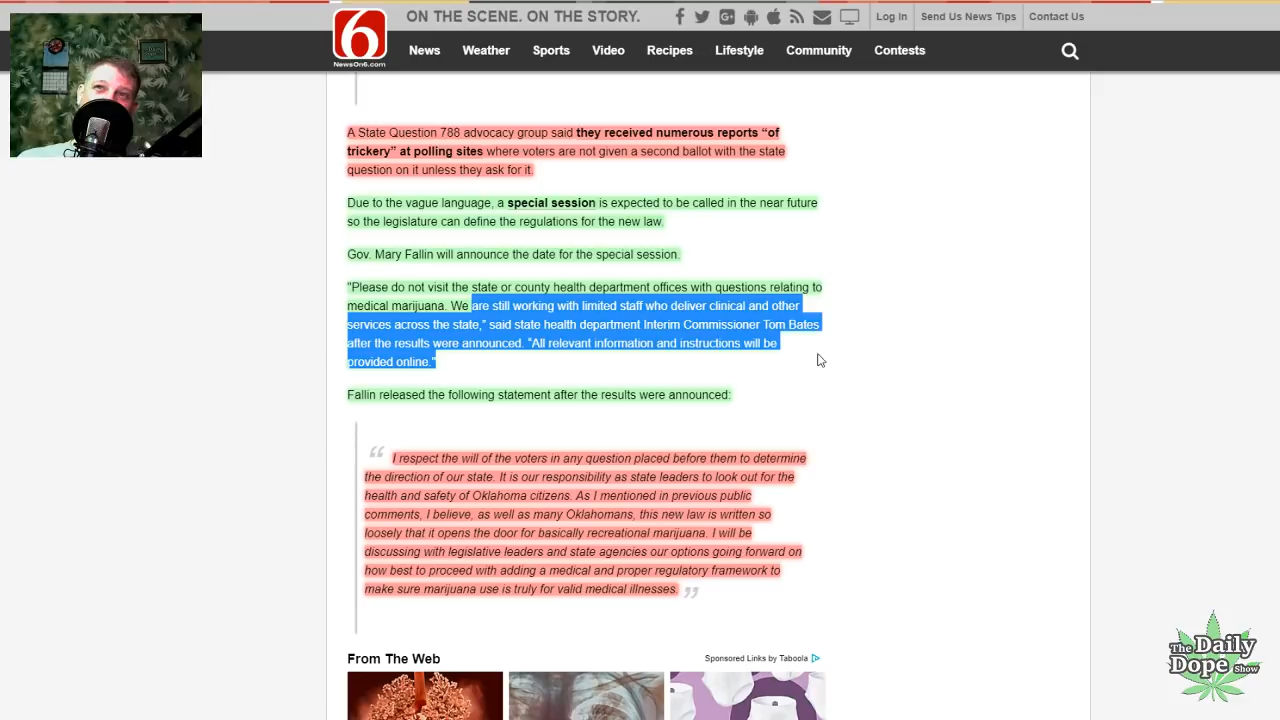 ON THE SCENE. ON THE STORY.
Log In
Send Us News Tips
Contact Us
6
NewsOn6.com
News
Weather
Sports
Video
Recipes
Lifestyle
Community
Contests
A State Question 788 advocacy group said they received numerous reports “of
trickery” at polling sites where voters are not given a second ballot with the state
question on it unless they ask for it.
Due to the vague language, a special session is expected to be called in the near future
so the legislature can define the regulations for the new law.
Gov. Mary Fallin will announce the date for the special session.
"Please do not visit the state or county health department offices with questions relating to
medical marijuana. We are still working with limited staff who deliver clinical and other
services across the state,” said state health department Interim Commissioner Tom Bates
after the results were announced. “All relevant information and instructions will be
provided online."
Fallin released the following statement after the results were announced:
“ I respect the will of the voters in any question placed before them to determine
the direction of our state. It is our responsibility as state leaders to look out for the
health and safety of Oklahoma citizens. As I mentioned in previous public
comments, I believe, as well as many Oklahomans, this new law is written so
loosely that it opens the door for basically recreational marijuana. I will be
discussing with legislative leaders and state agencies our options going forward on
how best to proceed with adding a medical and proper regulatory framework to
make sure marijuana use is truly for valid medical illnesses. ”
From The Web
Sponsored Links by Taboola
The Daily
Dope Show